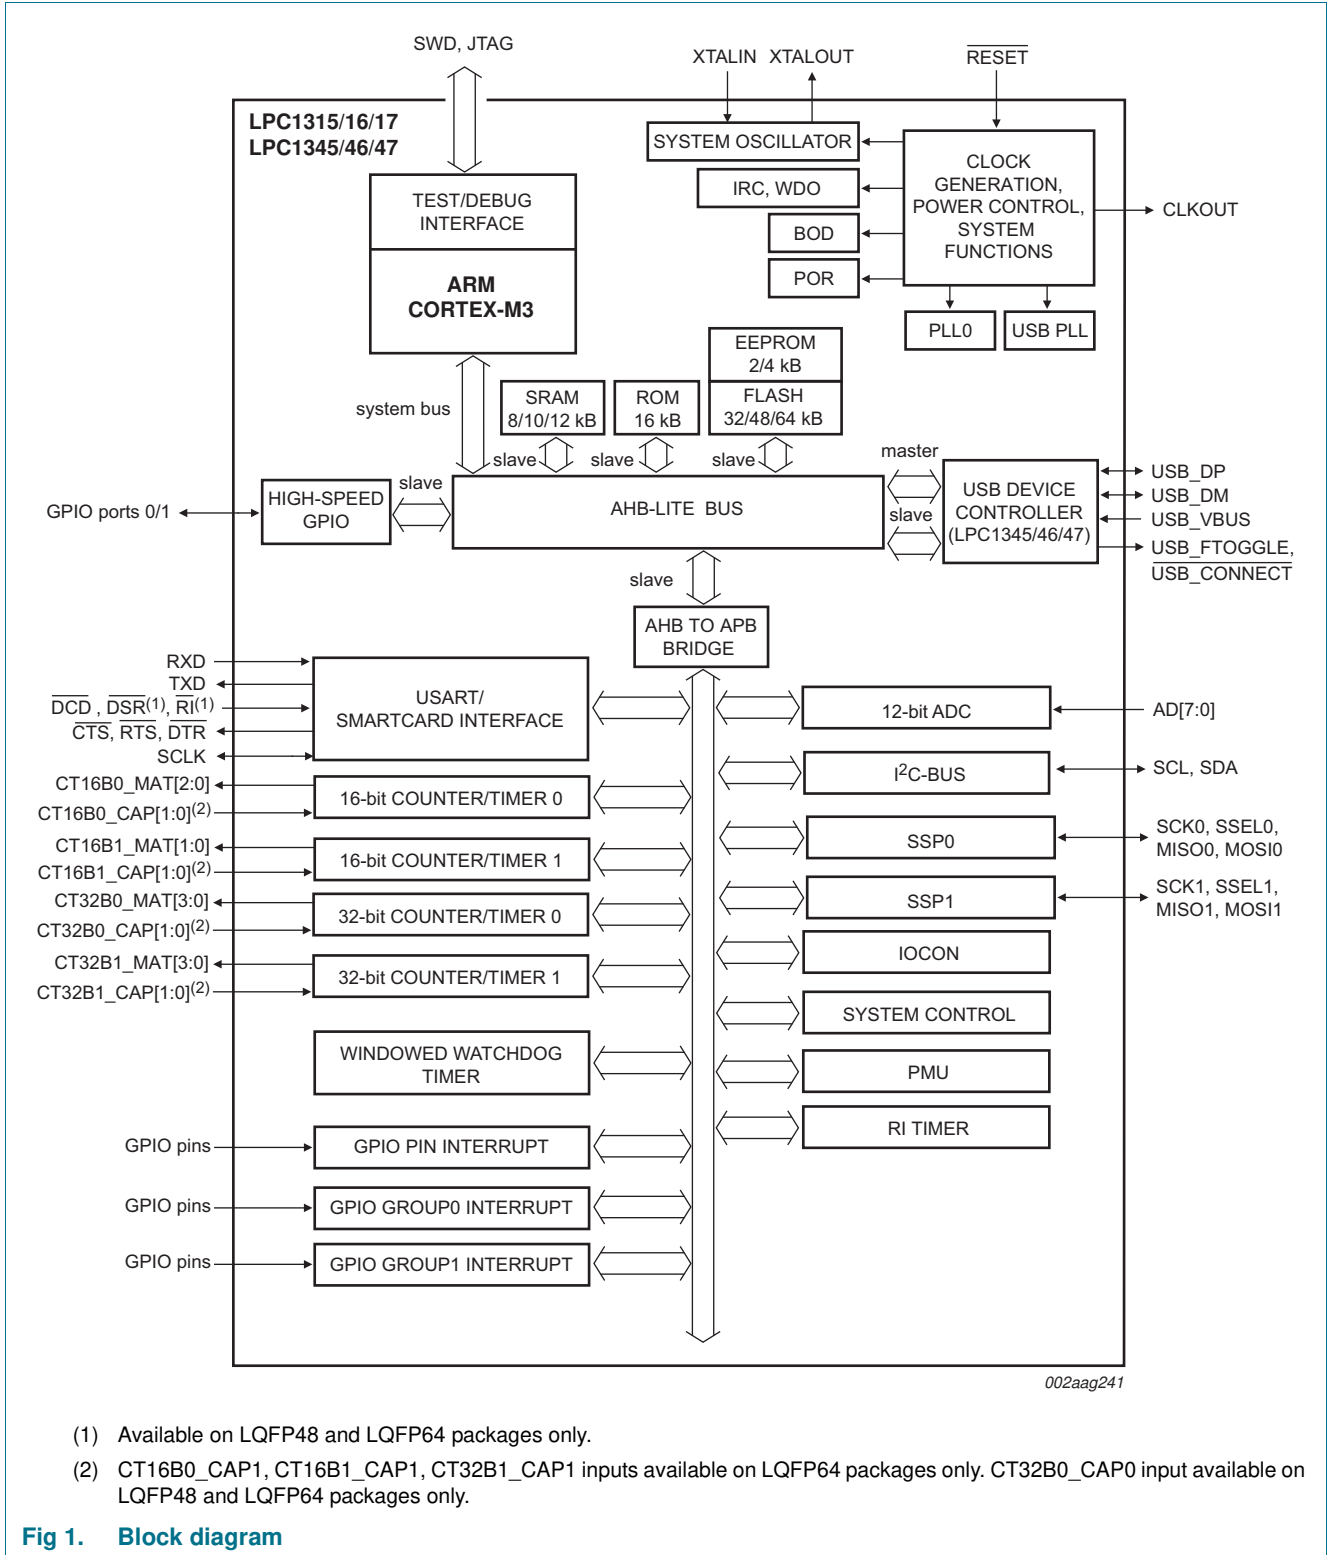 SWD, JTAG
XTALIN XTALOUT
RESET
LPC1315/16/17
LPC1345/46/47
SYSTEM OSCILLATOR
IRC, WDO
BOD
POR
CLOCK
GENERATION,
POWER CONTROL,
SYSTEM
FUNCTIONS
CLKOUT
PLL0
USB PLL
TEST/DEBUG
INTERFACE
ARM
CORTEX-M3
system bus
SRAM
8/10/12 kB
ROM
16 kB
EEPROM
2/4 kB
FLASH
32/48/64 kB
slave
slave
slave
master
slave
GPIO ports 0/1
HIGH-SPEED
GPIO
slave
AHB-LITE BUS
USB DEVICE
CONTROLLER
(LPC1345/46/47)
USB_DP
USB_DM
USB_VBUS
USB_FTOGGLE,
USB_CONNECT
slave
AHB TO APB
BRIDGE
RXD
TXD
DCD , DSR(1), RI(1)
CTS, RTS, DTR
SCLK
USART/
SMARTCARD INTERFACE
CT16B0_MAT[2:0]
CT16B0_CAP[1:0](2)
16-bit COUNTER/TIMER 0
CT16B1_MAT[1:0]
CT16B1_CAP[1:0](2)
16-bit COUNTER/TIMER 1
CT32B0_MAT[3:0]
CT32B0_CAP[1:0](2)
32-bit COUNTER/TIMER 0
CT32B1_MAT[3:0]
CT32B1_CAP[1:0](2)
32-bit COUNTER/TIMER 1
WINDOWED WATCHDOG
TIMER
GPIO pins
GPIO PIN INTERRUPT
GPIO pins
GPIO GROUP0 INTERRUPT
GPIO pins
GPIO GROUP1 INTERRUPT
12-bit ADC
AD[7:0]
I2C-BUS
SCL, SDA
SSP0
SCK0, SSEL0,
MISO0, MOSI0
SSP1
SCK1, SSEL1,
MISO1, MOSI1
IOCON
SYSTEM CONTROL
PMU
RI TIMER
002aag241
(1) Available on LQFP48 and LQFP64 packages only.
(2) CT16B0_CAP1, CT16B1_CAP1, CT32B1_CAP1 inputs available on LQFP64 packages only. CT32B0_CAP0 input available on
LQFP48 and LQFP64 packages only.
Fig 1. Block diagram